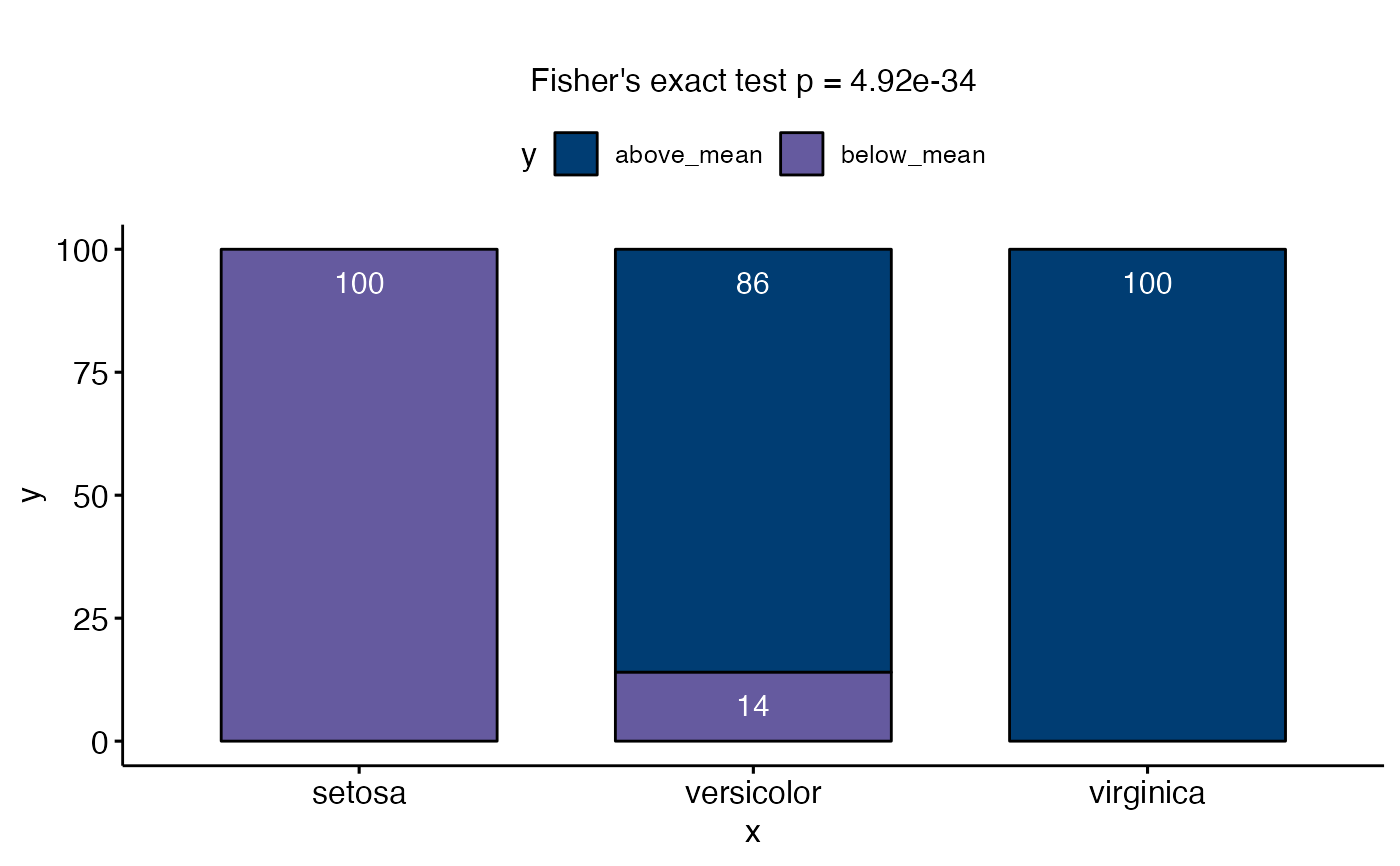 Fisher's exact test p = 4.92e-34
y above_mean below_mean
100
75
50
25
0
y
100
86
14
100
setosa versicolor virginica
x